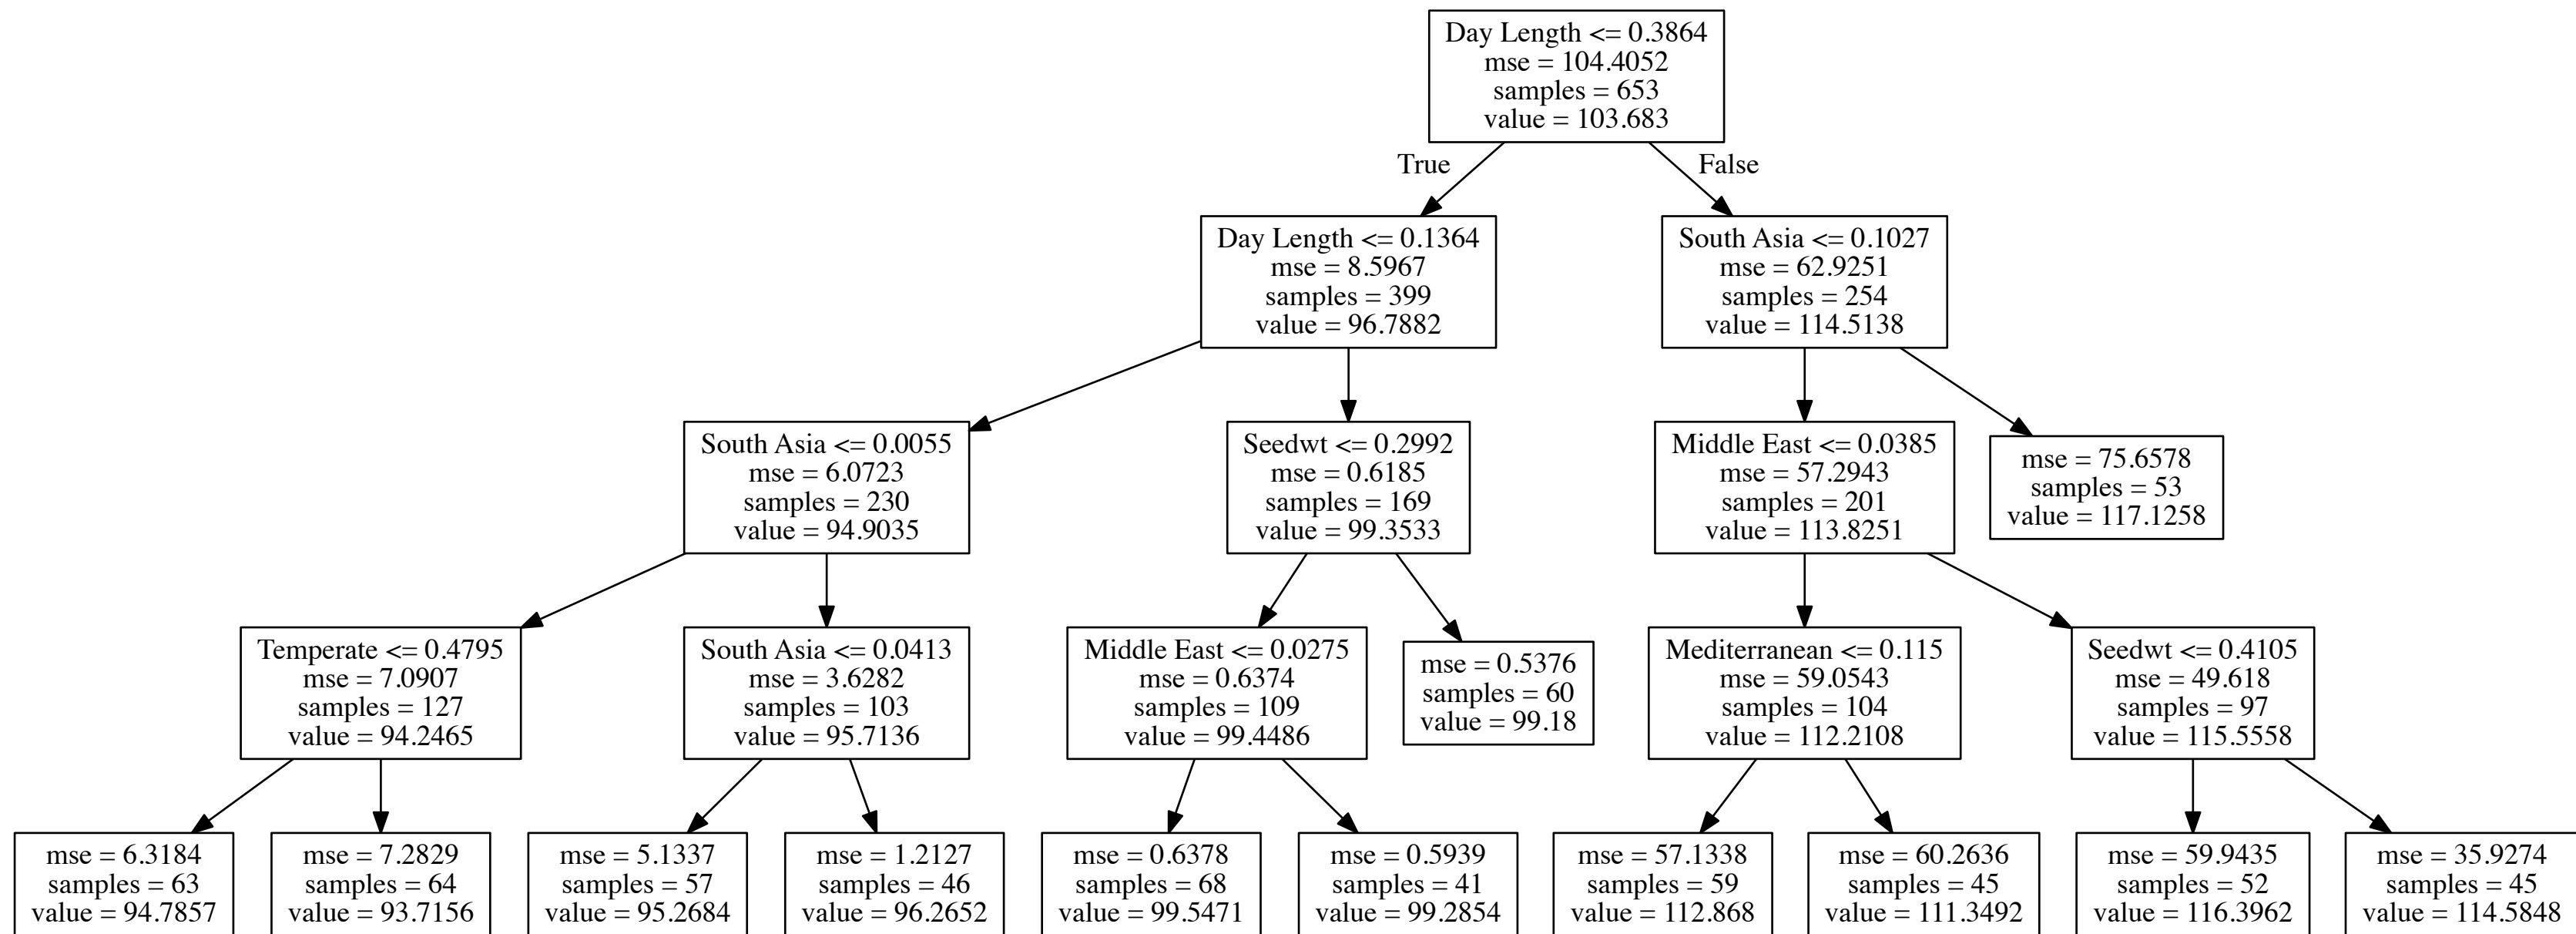 Day Length <= 0.3864
mse = 104.4052
samples = 653
value = 103.683
True
False
Day Length <= 0.1364
mse = 8.5967
samples = 399
value = 96.7882
South Asia <= 0.1027
mse = 62.9251
samples = 254
value = 114.5138
South Asia <= 0.0055
mse = 6.0723
samples = 230
value = 94.9035
Seedwt <= 0.2992
mse = 0.6185
samples = 169
value = 99.3533
Middle East <= 0.0385
mse = 57.2943
samples = 201
value = 113.8251
mse = 75.6578
samples = 53
value = 117.1258
Temperate <= 0.4795
mse = 7.0907
samples = 127
value = 94.2465
South Asia <= 0.0413
mse = 3.6282
samples = 103
value = 95.7136
Middle East <= 0.0275
mse = 0.6374
samples = 109
value = 99.4486
mse = 0.5376
samples = 60
value = 99.18
Mediterranean <= 0.115
mse = 59.0543
samples = 104
value = 112.2108
Seedwt <= 0.4105
mse = 49.618
samples = 97
value = 115.5558
mse = 6.3184
samples = 63
value = 94.7857
mse = 7.2829
samples = 64
value = 93.7156
mse = 5.1337
samples = 57
value = 95.2684
mse = 1.2127
samples = 46
value = 96.2652
mse = 0.6378
samples = 68
value = 99.5471
mse = 0.5939
samples = 41
value = 99.2854
mse = 57.1338
samples = 59
value = 112.868
mse = 60.2636
samples = 45
value = 111.3492
mse = 59.9435
samples = 52
value = 116.3962
mse = 35.9274
samples = 45
value = 114.5848